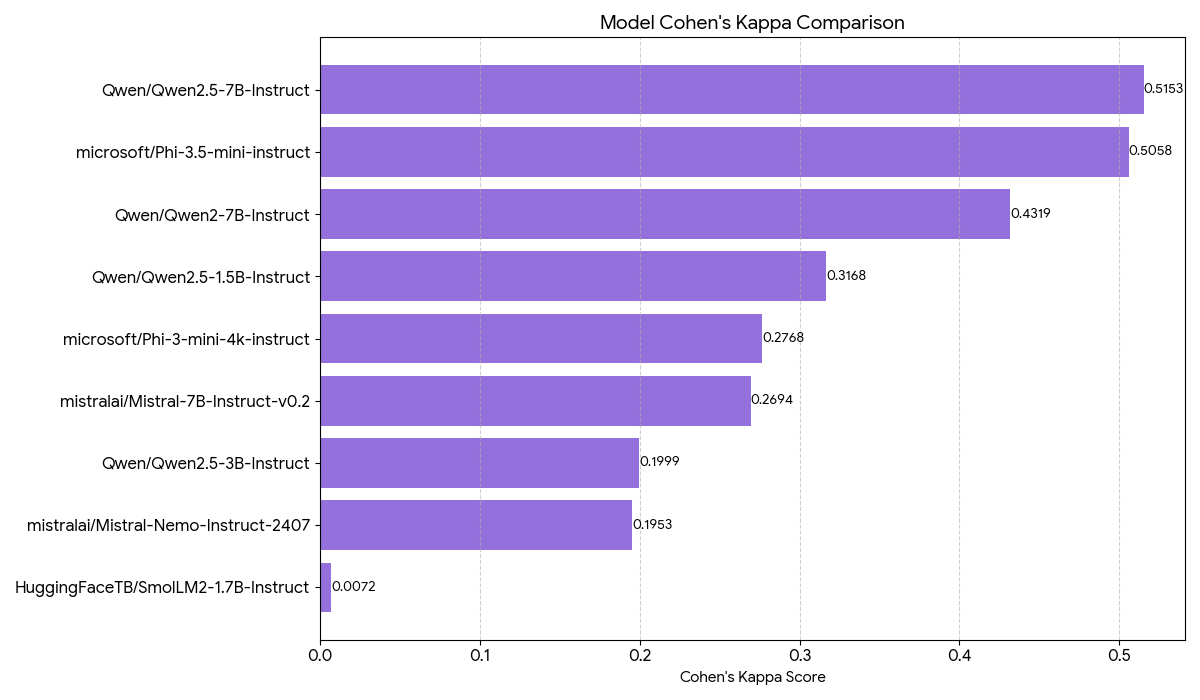 Model Cohen's Kappa Comparison
Qwen/Qwen2.5-7B-Instruct 0.5153
microsoft/Phi-3.5-mini-instruct 0.5058
Qwen/Qwen2-7B-Instruct 0.4319
Qwen/Qwen2.5-1.5B-Instruct 0.3168
microsoft/Phi-3-mini-4k-instruct 0.2768
mistralai/Mistral-7B-Instruct-v0.2 0.2694
Qwen/Qwen2.5-3B-Instruct 0.1999
mistralai/Mistral-Nemo-Instruct-2407 0.1953
HuggingFaceTB/SmolLM2-1.7B-Instruct 0.0072
0.0 0.1 0.2 0.3 0.4 0.5
Cohen's Kappa Score